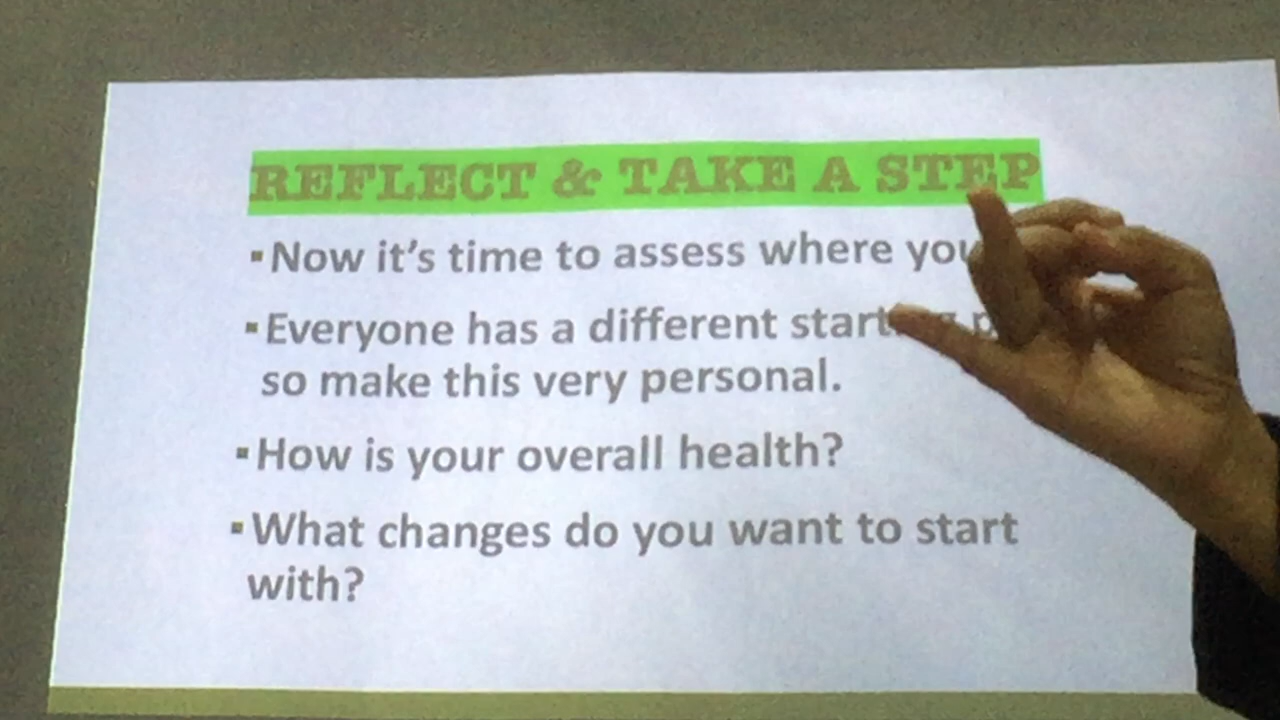 REFLECT & TAKE A STEP
▪Now it's time to assess where you
▪Everyone has a different
so make this very personal.
▪How is your overall health?
▪What changes do you want to start
with?